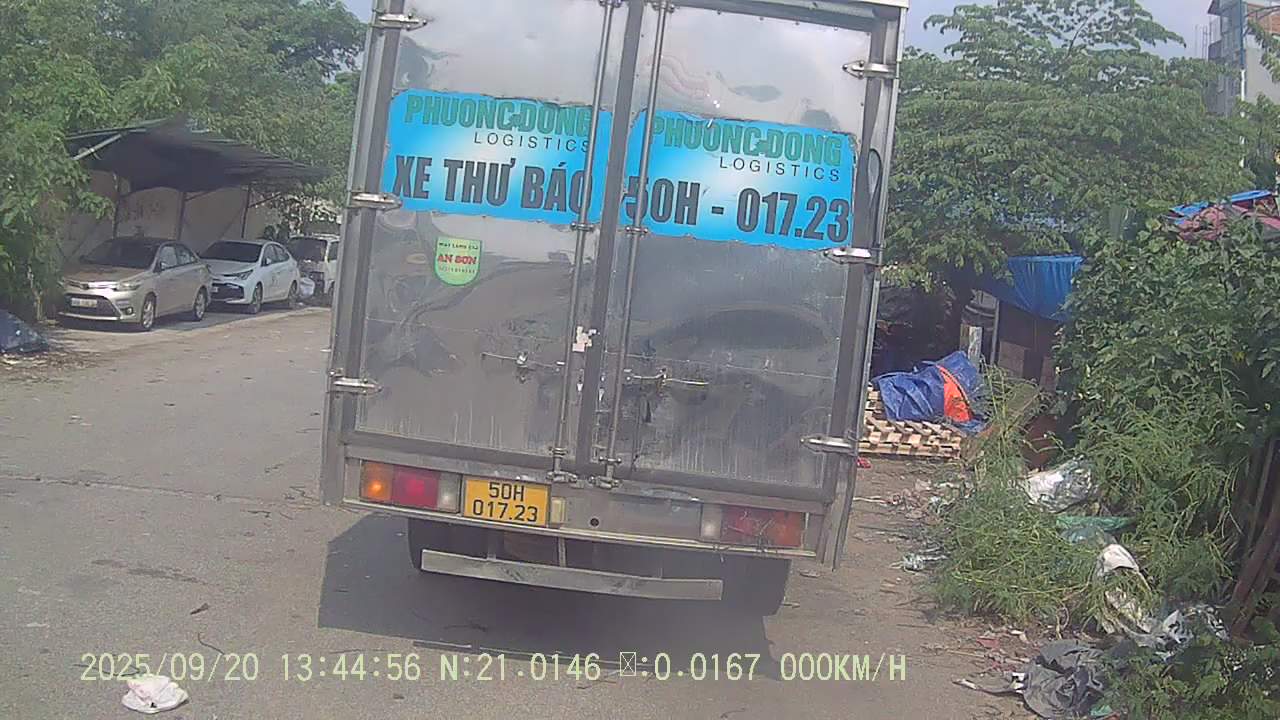 PHUONG-DONG
LOGISTICS
XE THƯ BÁO
PHUONG-DONG
LOGISTICS
50H - 017.23
AN SƠN
50H
017.23
2025/09/20 13:44:56 N:21.0146 :0.0167 000KM/H